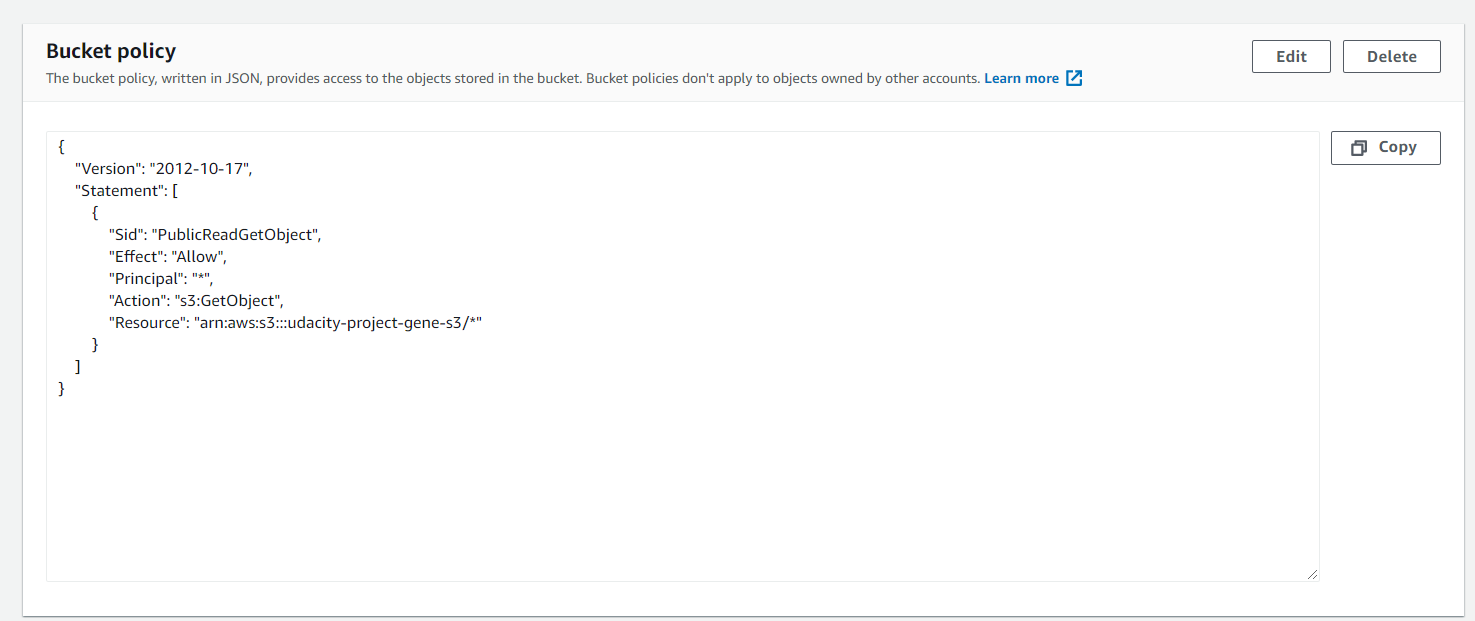 Bucket policy
Edit
Delete
The bucket policy, written in JSON, provides access to the objects stored in the bucket. Bucket policies don't apply to objects owned by other accounts. Learn more
Copy
{
"Version": "2012-10-17",
"Statement": [
{
"Sid": "PublicReadGetObject",
"Effect": "Allow",
"Principal": "*",
"Action": "s3:GetObject",
"Resource": "arn:aws:s3:::udacity-project-gene-s3/*"
}
]
}